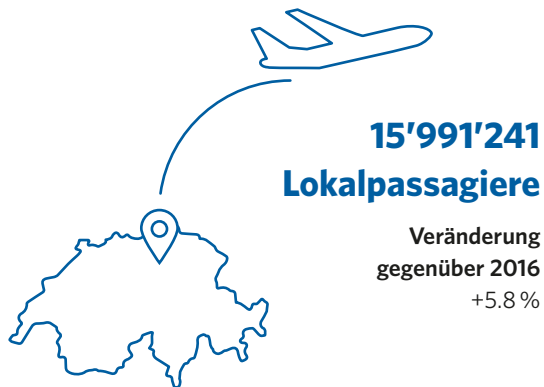 15’991’241
Lokalpassagiere
Veränderung
gegenüber 2016
+5.8 %